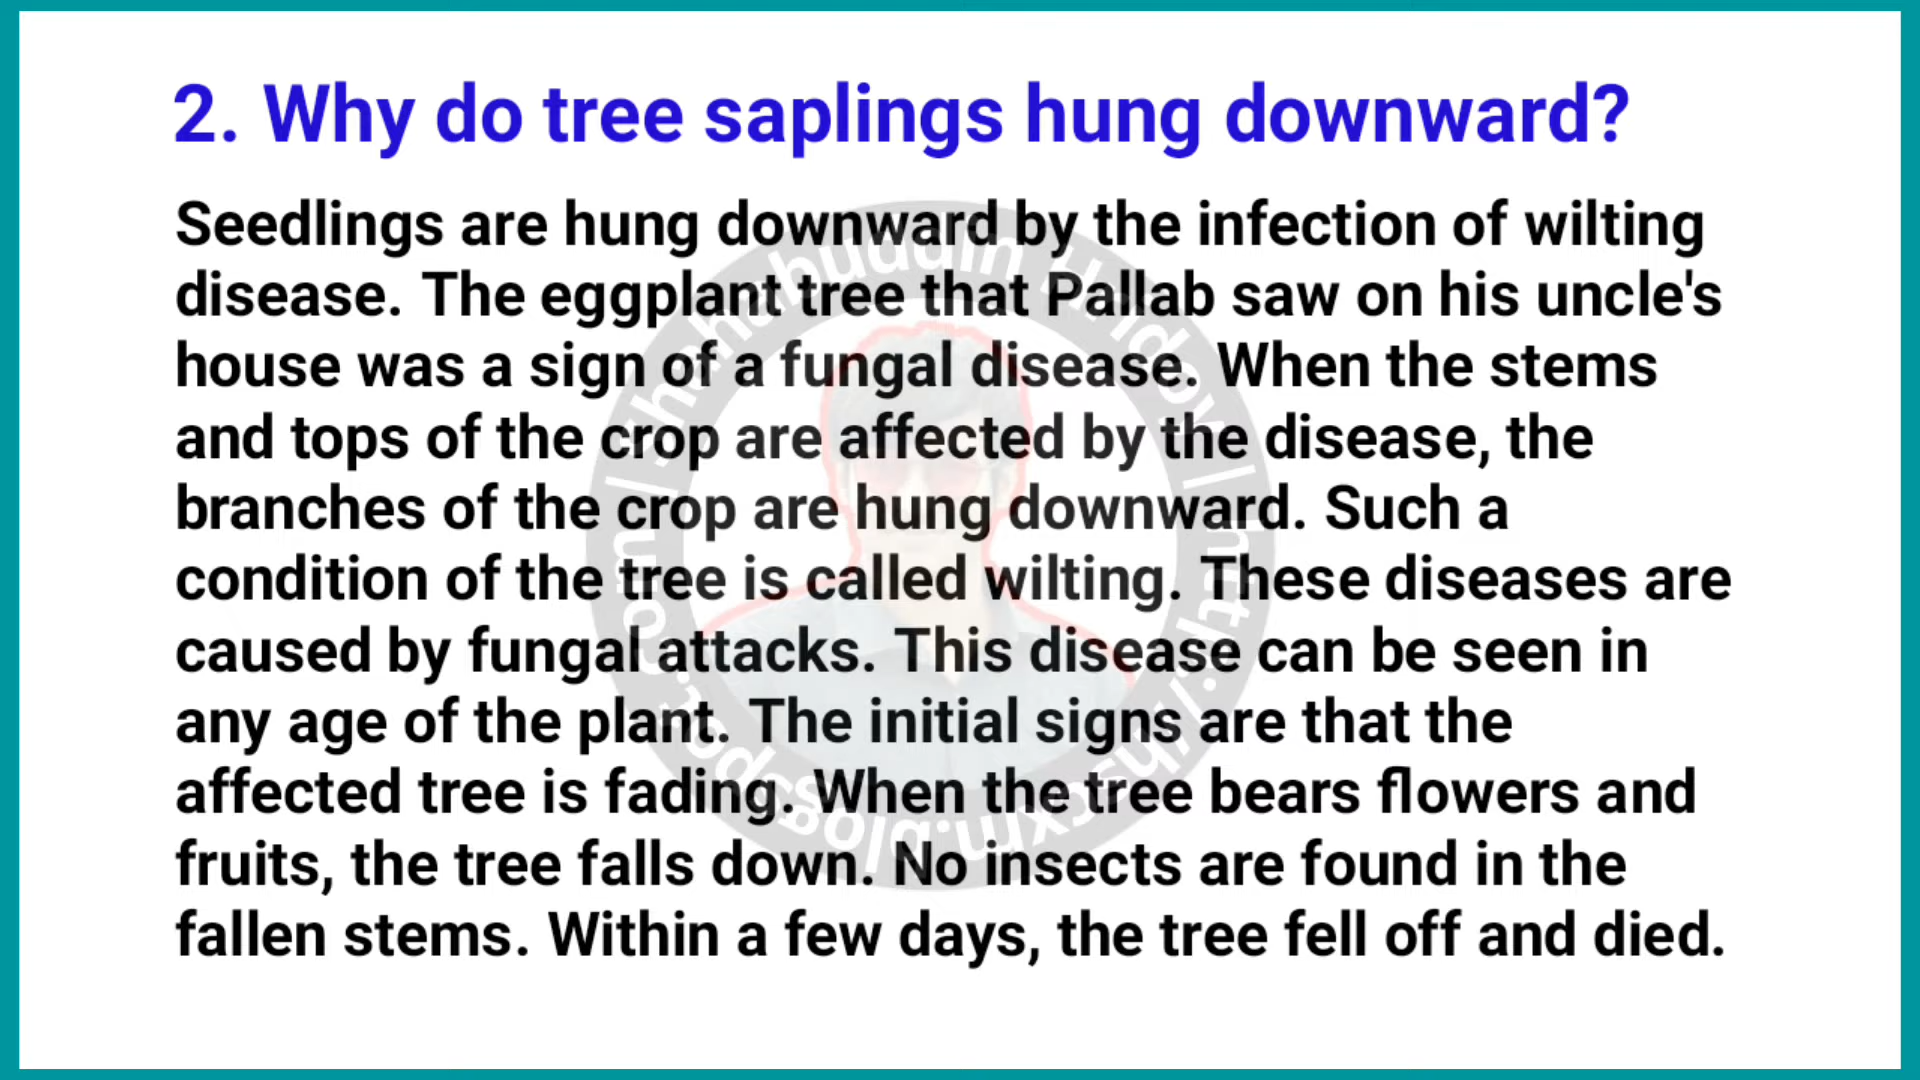 2. Why do tree saplings hung downward?
Seedlings are hung downward by the infection of wilting
disease. The eggplant tree that Pallab saw on his uncle's
house was a sign of a fungal disease. When the stems
and tops of the crop are affected by the disease, the
branches of the crop are hung downward. Such a
condition of the tree is called wilting. These diseases are
caused by fungal attacks. This disease can be seen in
any age of the plant. The initial signs are that the
affected tree is fading. When the tree bears flowers and
fruits, the tree falls down. No insects are found in the
fallen stems. Within a few days, the tree fell off and died.